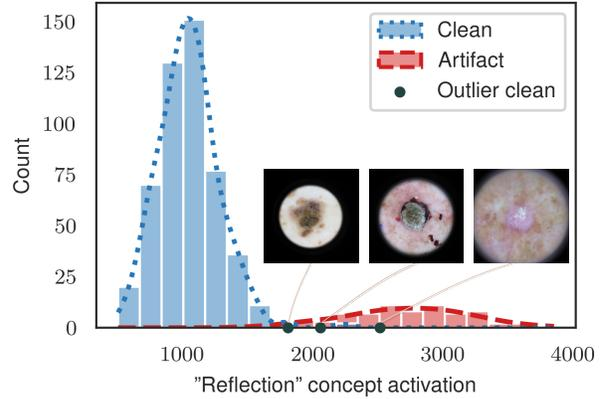 150
125
100
75
50
25
0
Count
Clean
Artifact
Outlier clean
1000
2000
3000
4000
”Reflection” concept activation